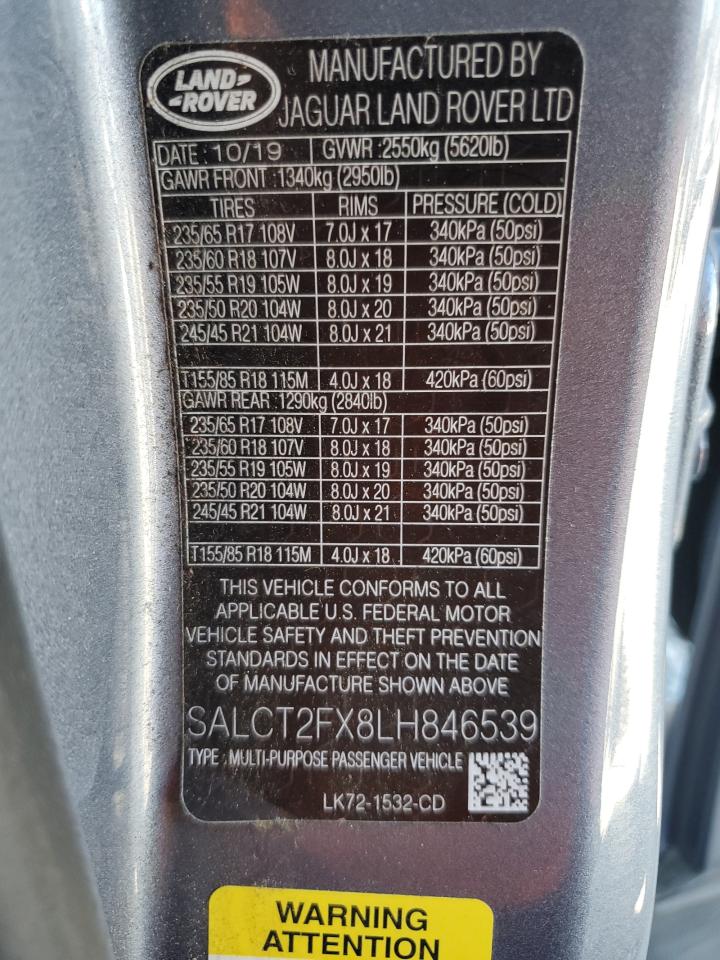 LAND-
-ROVER
MANUFACTURED BY
JAGUAR LAND ROVER LTD
DATE : 10/19 GVWR :2550kg (5620lb)
GAWR FRONT :1340kg (2950lb)
TIRES RIMS PRESSURE (COLD)
235/65 R17 108V 7.0J x 17 340kPa (50psi)
235/60 R18 107V 8.0J x 18 340kPa (50psi)
235/55 R19 105W 8.0J x 19 340kPa (50psi)
235/50 R20 104W 8.0J x 20 340kPa (50psi)
245/45 R21 104W 8.0J x 21 340kPa (50psi)
T155/85 R18 115M 4.0J x 18 420kPa (60psi)
GAWR REAR :1290kg (2840lb)
235/65 R17 108V 7.0J x 17 340kPa (50psi)
235/60 R18 107V 8.0J x 18 340kPa (50psi)
235/55 R19 105W 8.0J x 19 340kPa (50psi)
235/50 R20 104W 8.0J x 20 340kPa (50psi)
245/45 R21 104W 8.0J x 21 340kPa (50psi)
T155/85 R18 115M 4.0J x 18 420kPa (60psi)
THIS VEHICLE CONFORMS TO ALL
APPLICABLE U.S. FEDERAL MOTOR
VEHICLE SAFETY AND THEFT PREVENTION
STANDARDS IN EFFECT ON THE DATE
OF MANUFACTURE SHOWN ABOVE
SALCT2FX8LH846539
TYPE : MULTI-PURPOSE PASSENGER VEHICLE
LK72-1532-CD
WARNING
ATTENTION